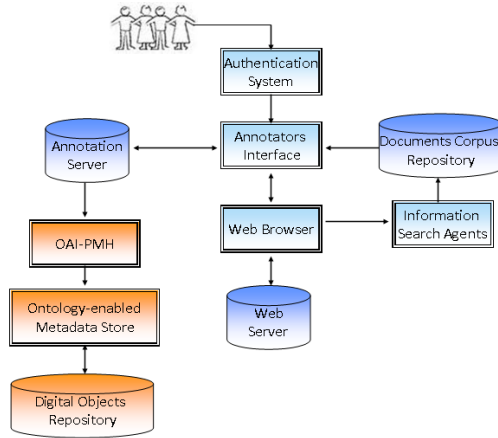 Authentication
System
Annotation
Server
Annotators
Interface
Documents Corpus
Repository
OAI-PMH
Web Browser
Information
Search Agents
Ontology-enabled
Metadata Store
Web
Server
Digital Objects
Repository